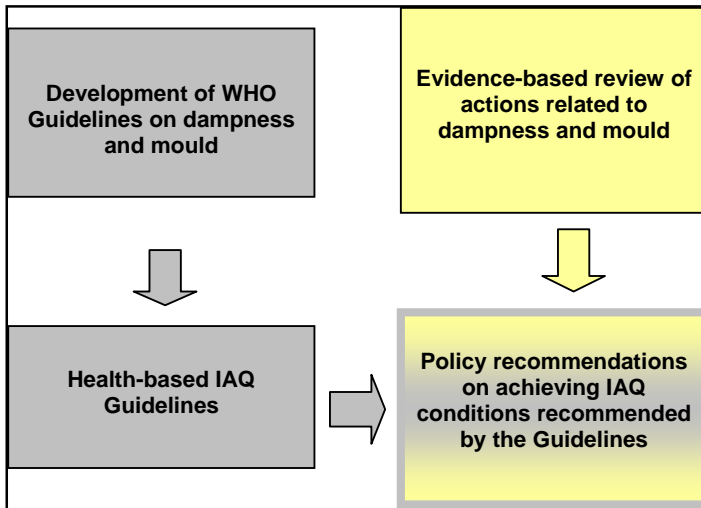 Development of WHO
Guidelines on dampness
and mould
Evidence-based review of
actions related to
dampness and mould
Health-based IAQ
Guidelines
Policy recommendations
on achieving IAQ
conditions recommended
by the Guidelines